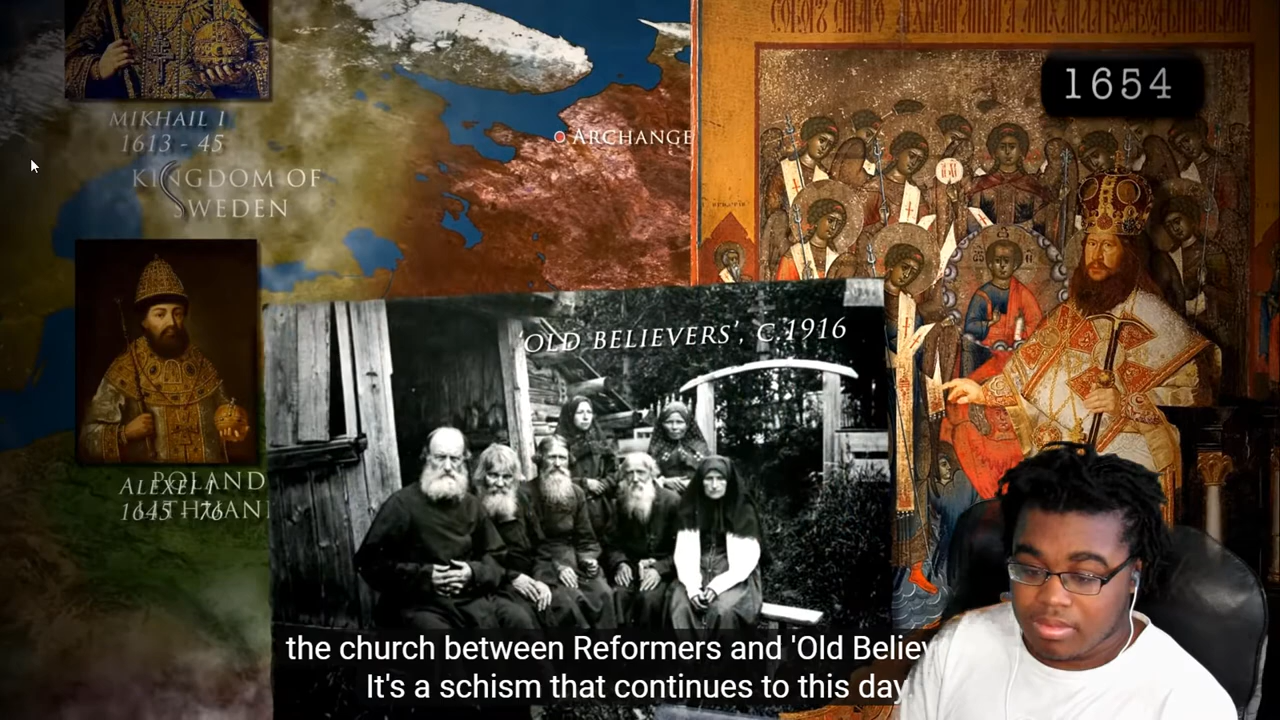 MIKHAIL I
1613 - 45
KINGDOM OF
SWEDEN
ARCHANGE
1654
'OLD BELIEVERS', C.1916
ALEXEI I
1645 - 76
POLAND
LITHUANI
the church between Reformers and 'Old Believ
It's a schism that continues to this day